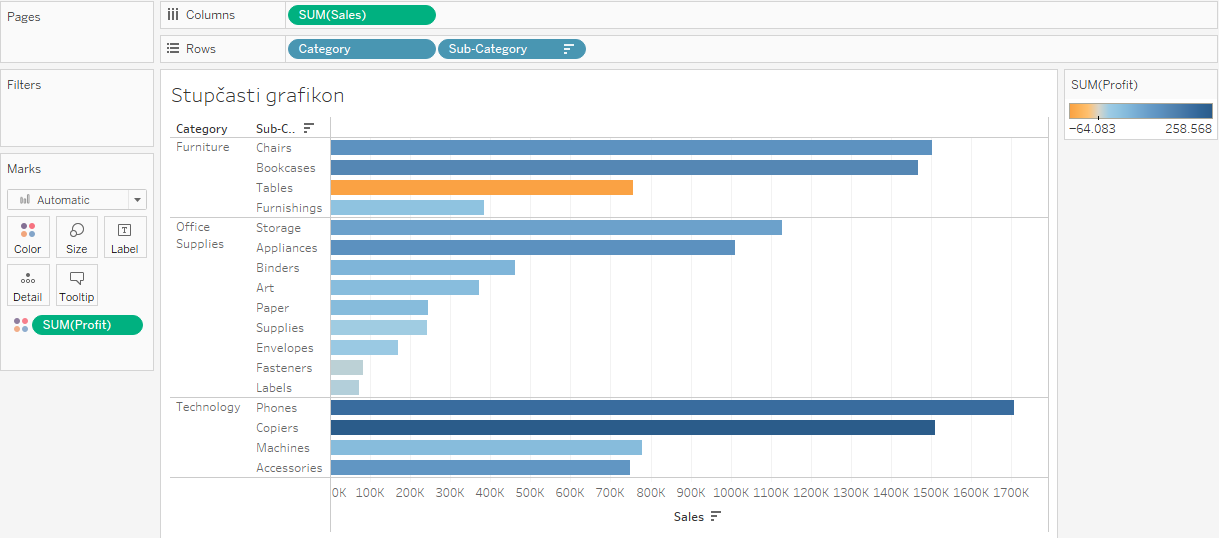 Pages
Columns
SUM(Sales)
Rows
Category
Sub-Category
Filters
Marks
Automatic
Color
Size
Label
Detail
Tooltip
SUM(Profit)
Stupčasti grafikon
Category Sub-C..
Furniture
Chairs
Bookcases
Tables
Furnishings
Office
Supplies
Storage
Appliances
Binders
Art
Paper
Supplies
Envelopes
Fasteners
Labels
Technology
Phones
Copiers
Machines
Accessories
0K 100K 200K 300K 400K 500K 600K 700K 800K 900K 1000K 1100K 1200K 1300K 1400K 1500K 1600K 1700K
Sales
SUM(Profit)
−64.083 258.568